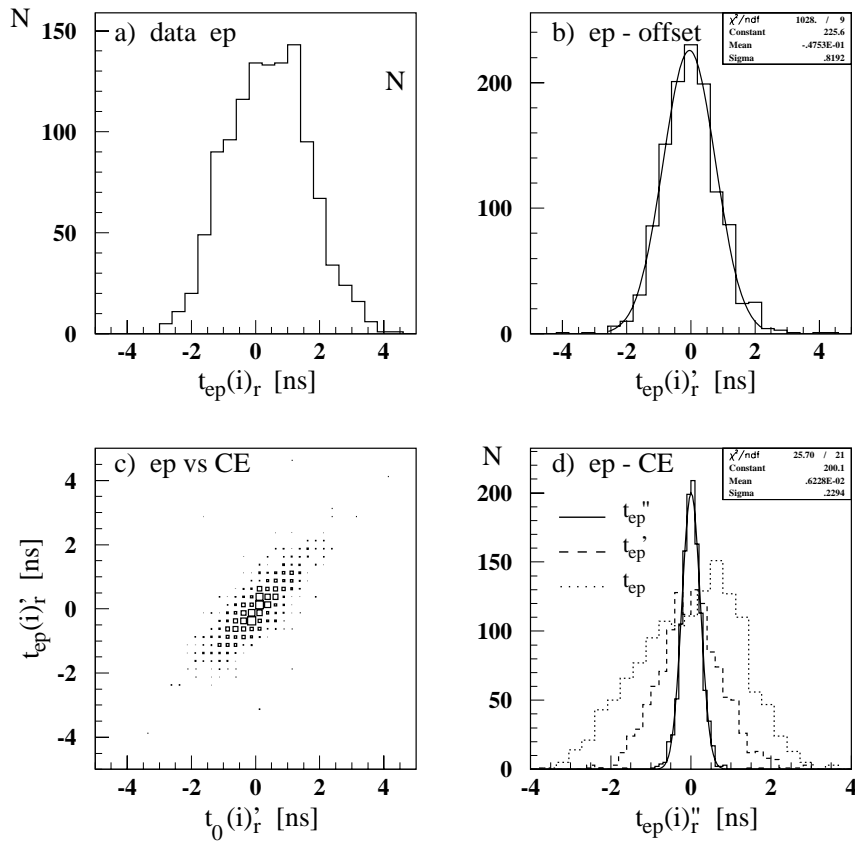 N
a) data ep
N
150
100
50
0
-4 -2 0 2 4
t_ep(i)_r [ns]
b) ep - offset
χ²/ndf 1028. / 9
Constant 225.6
Mean -.4753E-01
Sigma .8192
200
100
0
-4 -2 0 2 4
t_ep(i)'_r [ns]
c) ep vs CE
t_ep(i)'_r [ns]
4
2
0
-2
-4
-4 -2 0 2 4
t_0(i)'_r [ns]
N
d) ep - CE
χ²/ndf 25.70 / 21
Constant 200.1
Mean .6228E-02
Sigma .2294
t_ep''
t_ep'
t_ep
200
150
100
50
0
-4 -2 0 2 4
t_ep(i)''_r [ns]